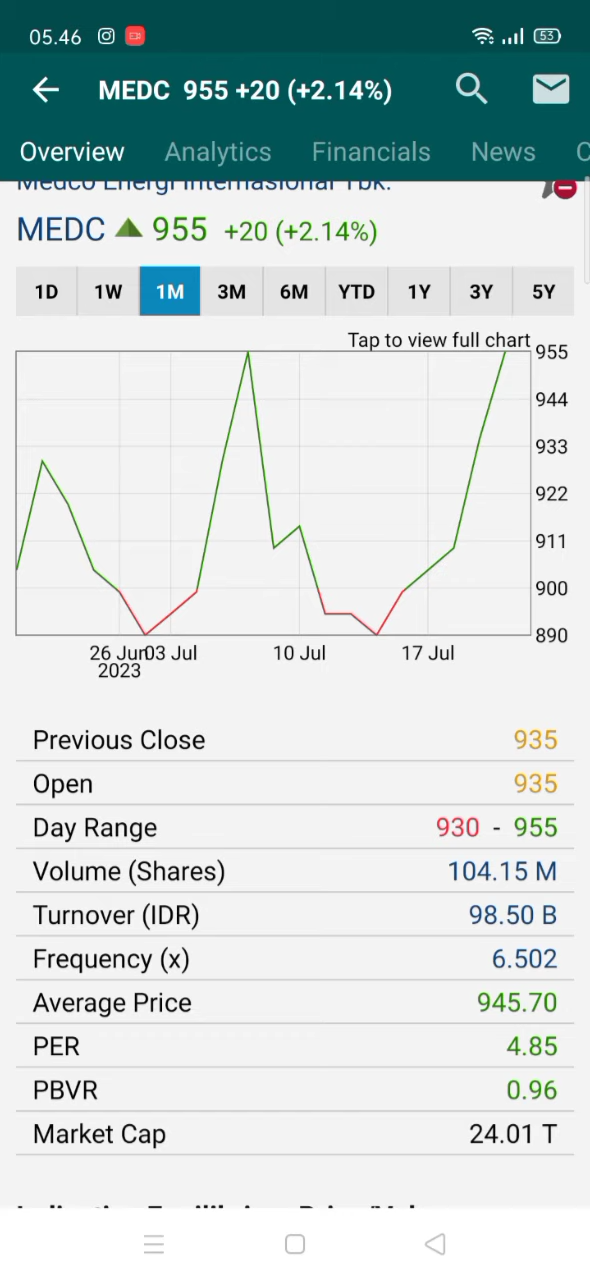 05.46 53
MEDC 955 +20 (+2.14%)
Overview Analytics Financials News C
Medco Energi Internasional Tbk.
MEDC 955 +20 (+2.14%)
1D 1W 1M 3M 6M YTD 1Y 3Y 5Y
Tap to view full chart
955
944
933
922
911
900
890
26 Jun 03 Jul 10 Jul 17 Jul
2023
Previous Close 935
Open 935
Day Range 930 - 955
Volume (Shares) 104.15 M
Turnover (IDR) 98.50 B
Frequency (x) 6.502
Average Price 945.70
PER 4.85
PBVR 0.96
Market Cap 24.01 T